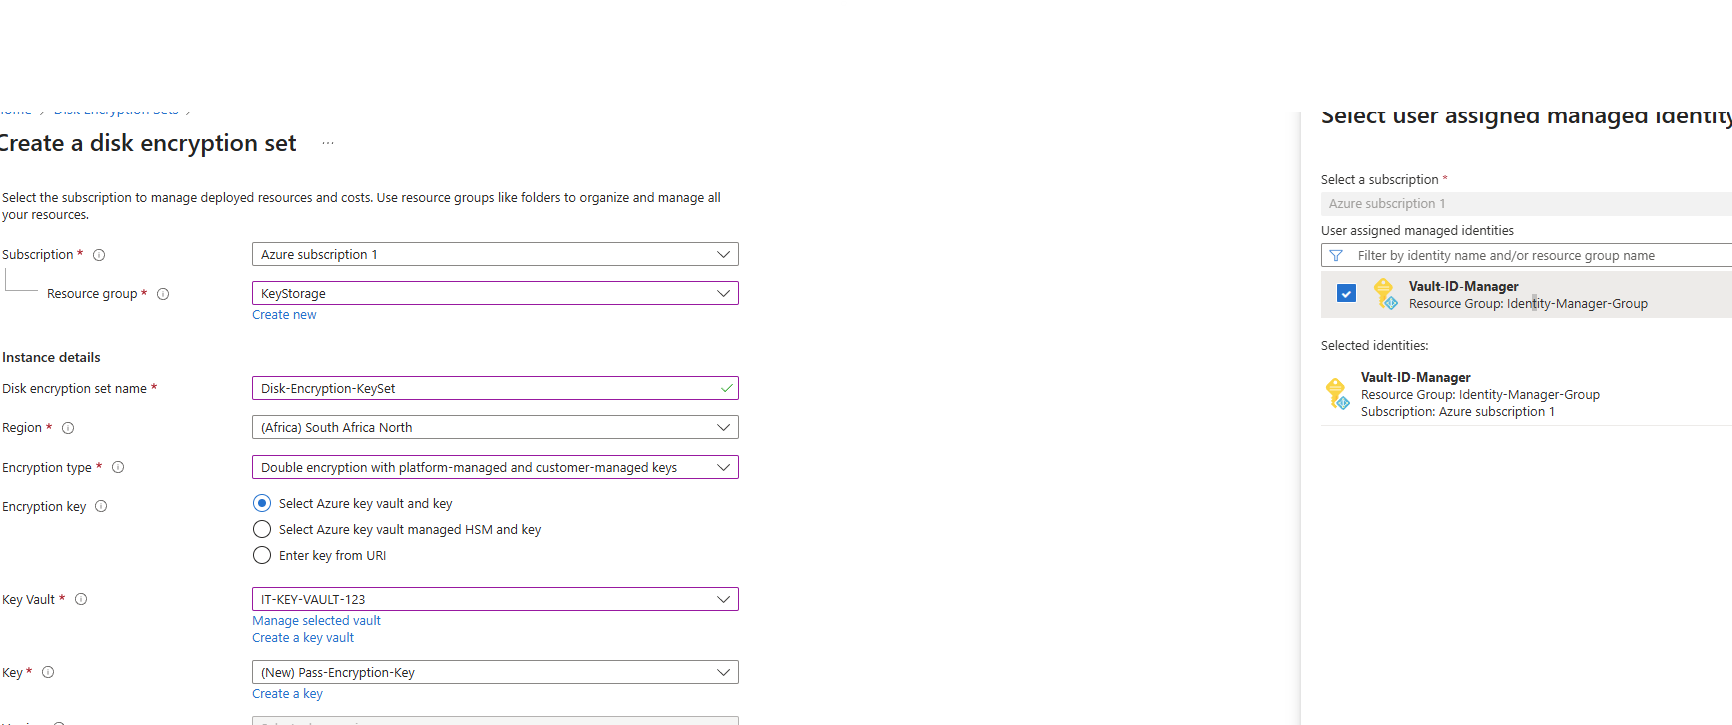 Home > Disk Encryption Sets >
Create a disk encryption set ...
Select the subscription to manage deployed resources and costs. Use resource groups like folders to organize and manage all
your resources.
Subscription *
Azure subscription 1
Resource group *
KeyStorage
Create new
Instance details
Disk encryption set name *
Disk-Encryption-KeySet
Region *
(Africa) South Africa North
Encryption type *
Double encryption with platform-managed and customer-managed keys
Encryption key
Select Azure key vault and key
Select Azure key vault managed HSM and key
Enter key from URI
Key Vault *
IT-KEY-VAULT-123
Manage selected vault
Create a key vault
Key *
(New) Pass-Encryption-Key
Create a key
Select user assigned managed identity
Select a subscription *
Azure subscription 1
User assigned managed identities
Filter by identity name and/or resource group name
Vault-ID-Manager
Resource Group: Identity-Manager-Group
Selected identities:
Vault-ID-Manager
Resource Group: Identity-Manager-Group
Subscription: Azure subscription 1